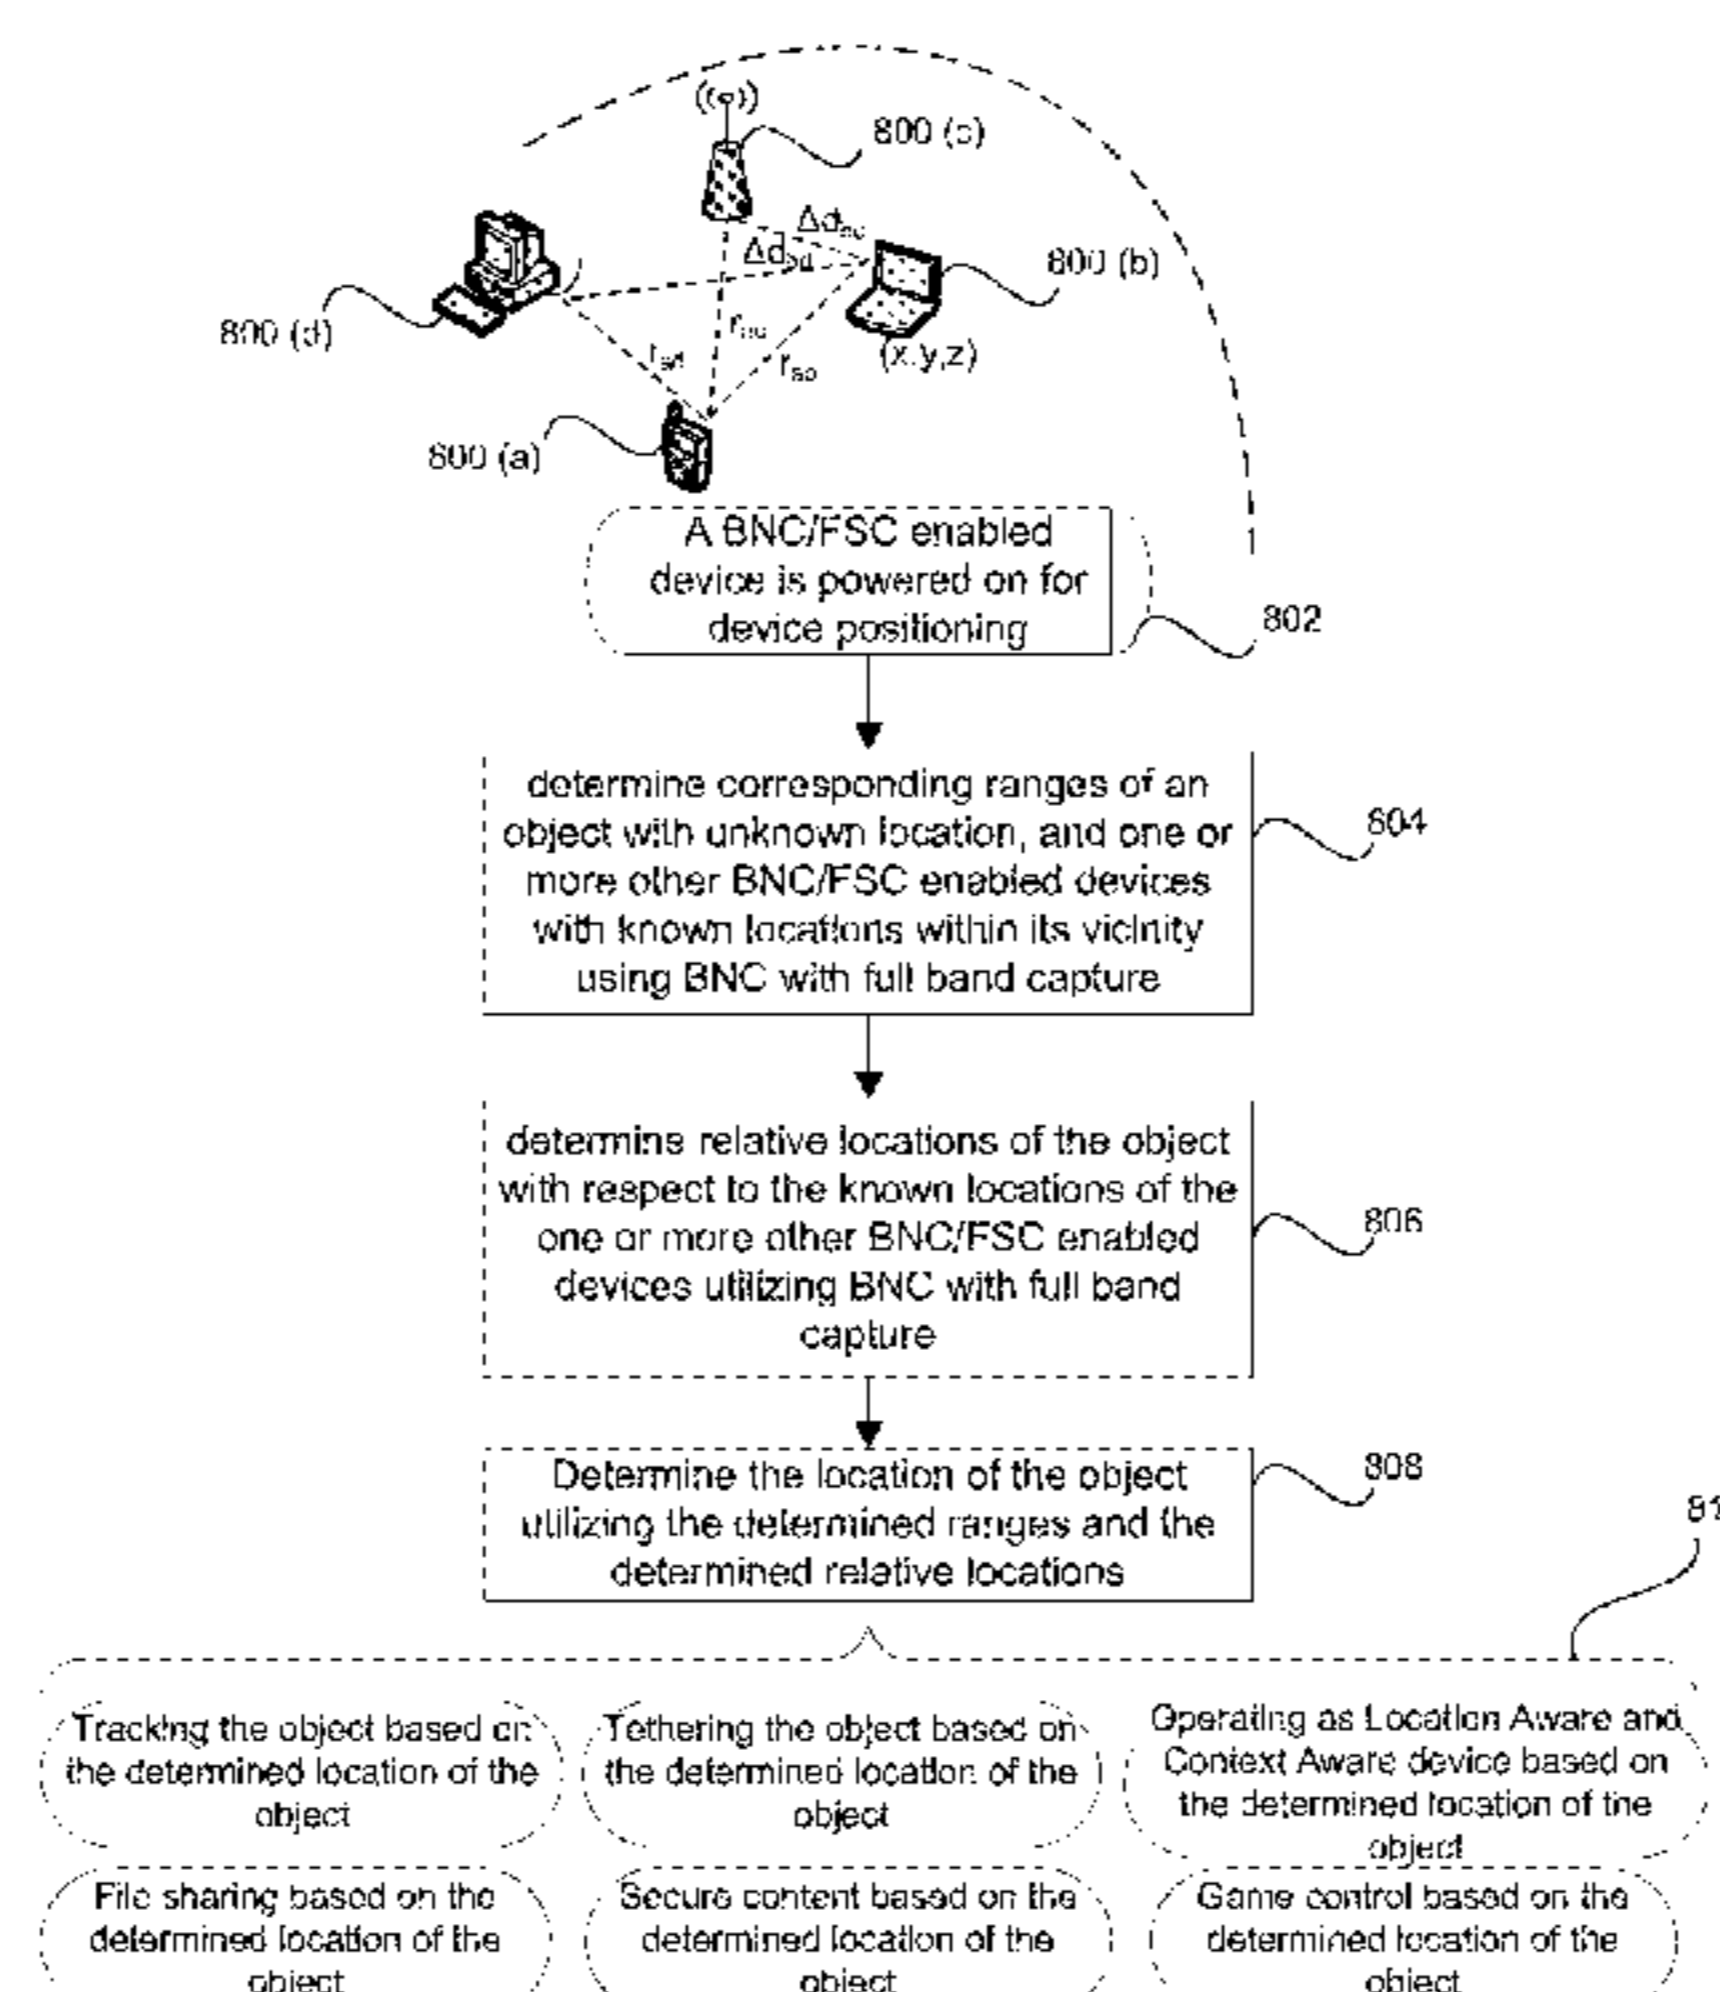 800 (c)
Δd
800 (b)
Δd
800 (d)
(x,y,z)
800 (a)
A BNC/FSC enabled
device is powered on for
device positioning
802
determine corresponding ranges of an
object with unknown location, and one or
more other BNC/FSC enabled devices
with known locations within its vicinity
using BNC with full band capture
804
determine relative locations of the object
with respect to the known locations of the
one or more other BNC/FSC enabled
devices utilizing BNC with full band
capture
806
Determine the location of the object
utilizing the determined ranges and the
determined relative locations
808
Tracking the object based on
the determined location of the
object
Tethering the object based on
the determined location of the
object
Operating as Location Aware and
Context Aware device based on
the determined location of the
object
File sharing based on the
determined location of the
object
Secure content based on the
determined location of the
object
Game control based on the
determined location of the
object